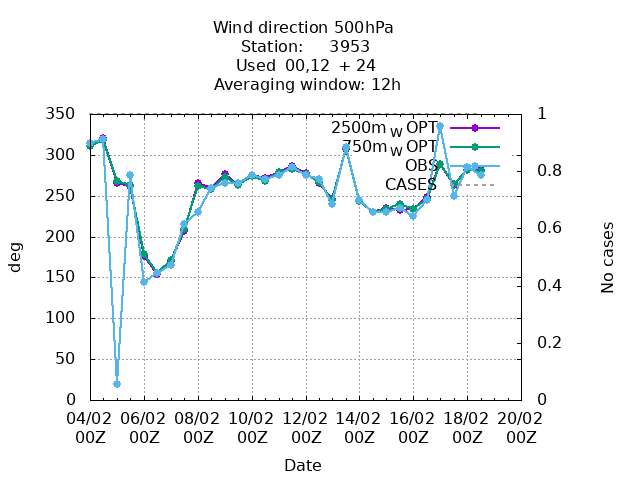 Wind direction 500hPa
Station: 3953
Used 00,12 + 24
Averaging window: 12h
350
300
250
200
150
100
50
0
deg
1
0.8
0.6
0.4
0.2
0
No cases
2500m W OPT
750m W OPT
OBS
CASES
04/02 06/02 08/02 10/02 12/02 14/02 16/02 18/02 20/02
00Z 00Z 00Z 00Z 00Z 00Z 00Z 00Z 00Z
Date